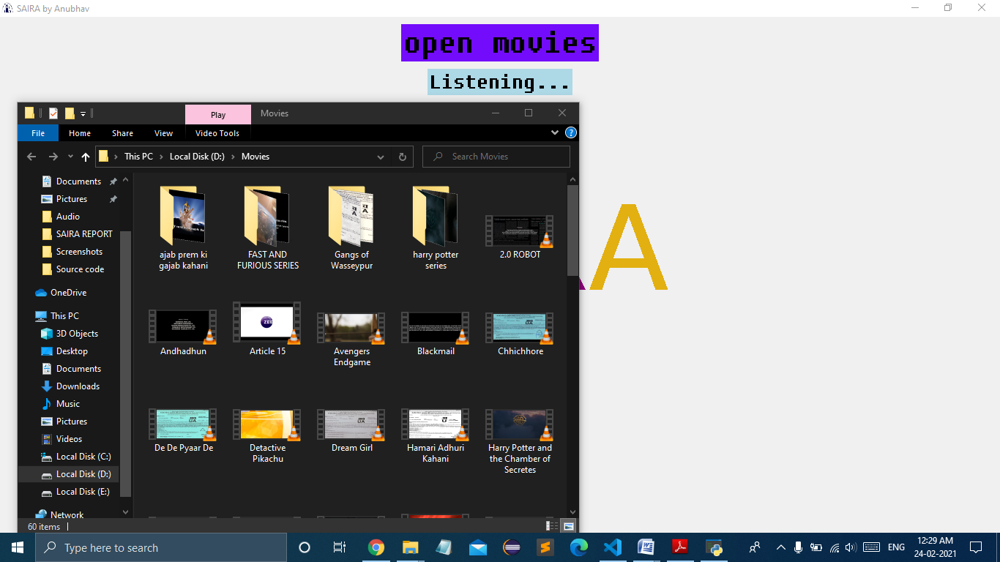 SAIRA by Anubhav
open movies
Listening...
Play
Movies
File
Home
Share
View
Video Tools
This PC
Local Disk (D:)
Movies
Search Movies
Documents
Pictures
Audio
SAIRA REPORT
Screenshots
Source code
OneDrive
This PC
3D Objects
Desktop
Documents
Downloads
Music
Pictures
Videos
Local Disk (C:)
Local Disk (D:)
Local Disk (E:)
Network
ajab prem ki
gajab kahani
FAST AND
FURIOUS SERIES
Gangs of
Wasseypur
harry potter
series
2.0 ROBOT
A
Andhadhun
Article 15
Avengers
Endgame
Blackmail
Chhichhore
De De Pyaar De
Detactive
Pikachu
Dream Girl
Hamari Adhuri
Kahani
Harry Potter and
the Chamber of
Secretes
60 items
Type here to search
ENG
12:29 AM
24-02-2021